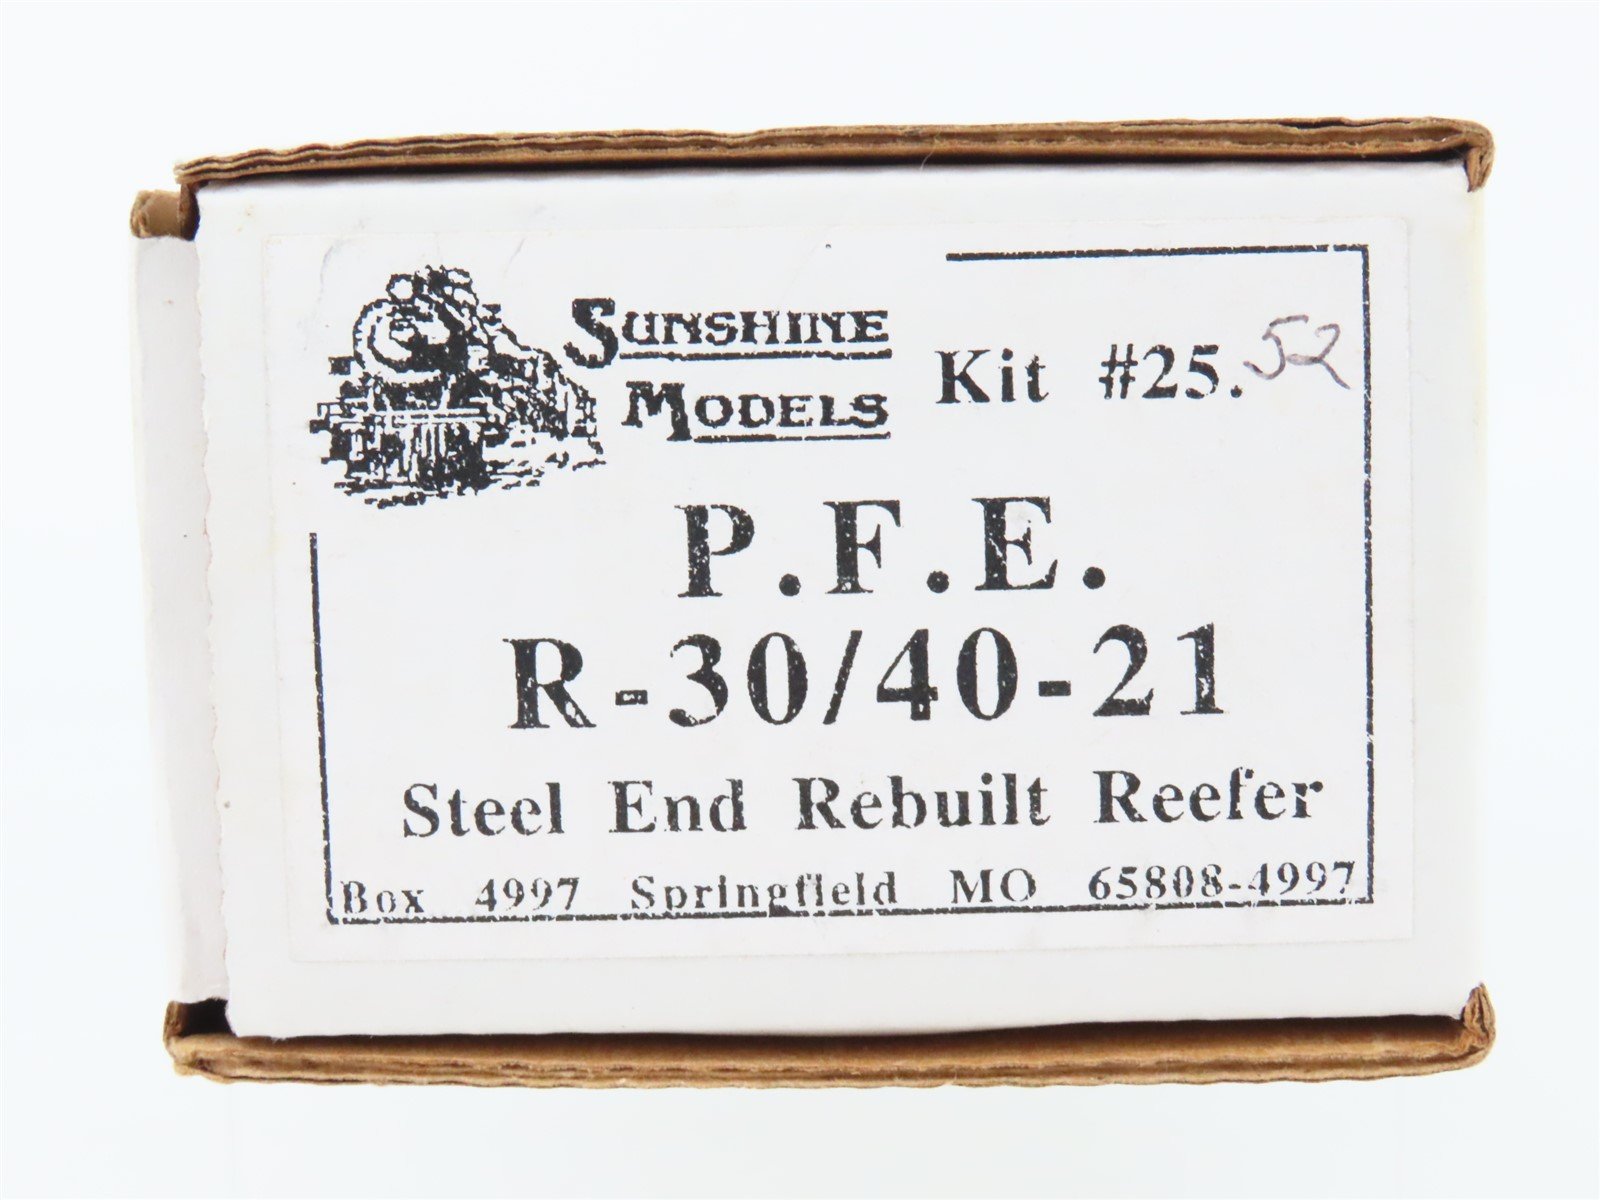 SUNSHINE
MODELS
Kit #25.52
P.F.E.
R-30/40-21
Steel End Rebuilt Reefer
Box 4997 Springfield MO 65808-4997